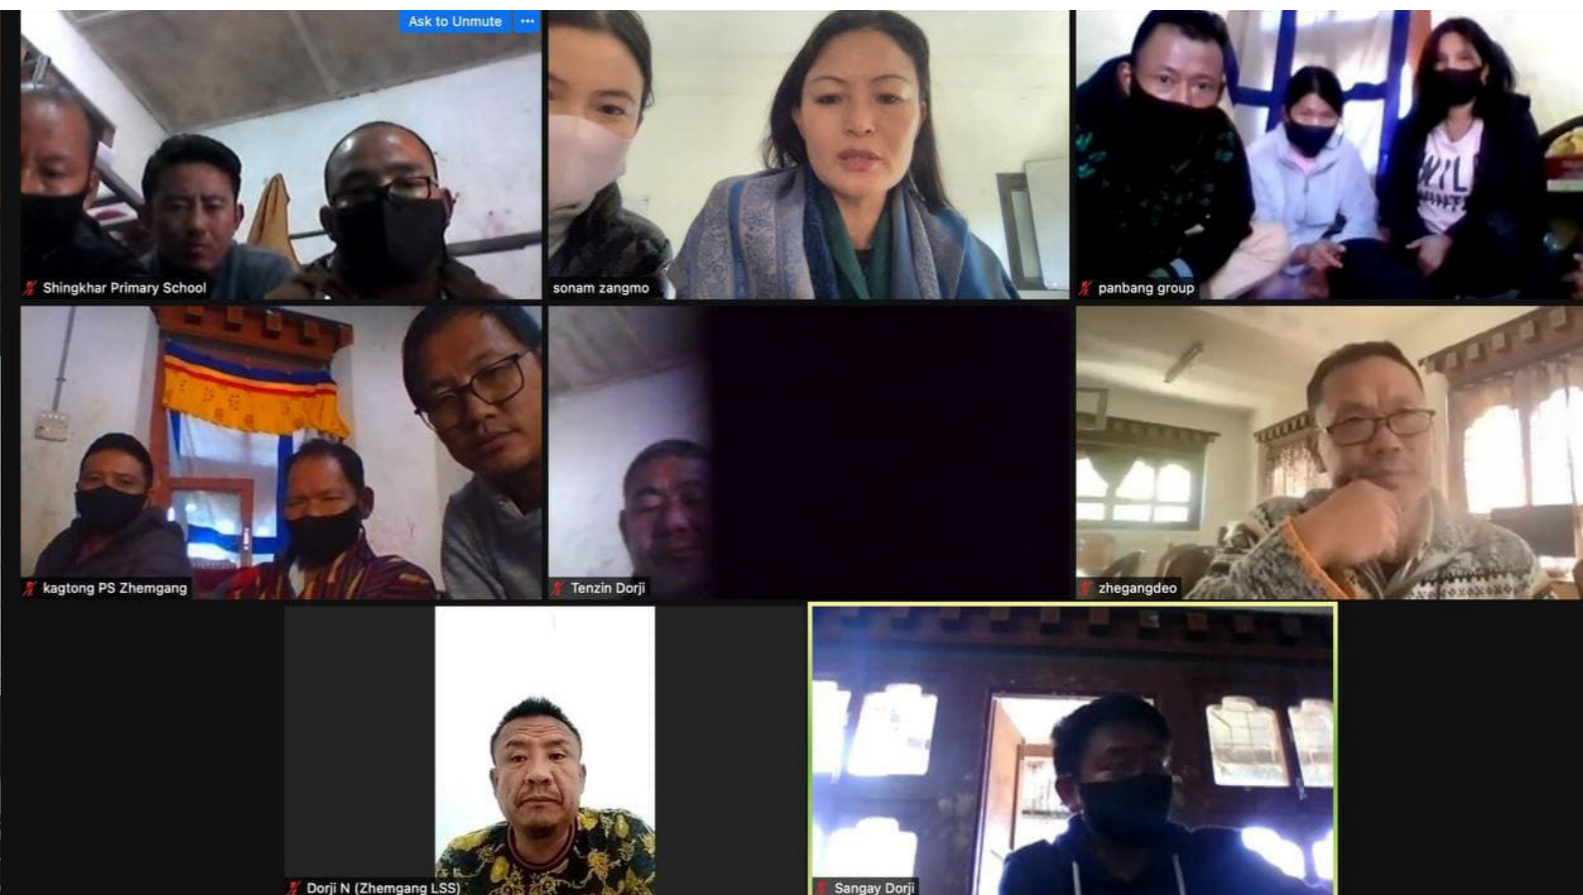 Ask to Unmute
Shingkhar Primary School
sonam zangmo
panbang group
kagtong PS Zhemgang
Tenzin Dorji
zhegangdeo
Dorji N (Zhemgang LSS)
Sangay Dorji